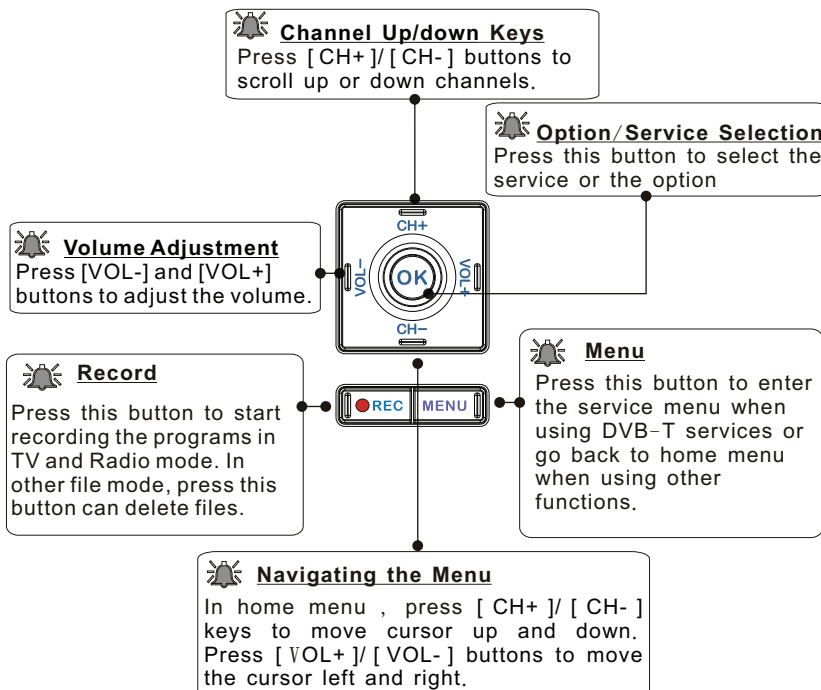 Channel Up/down Keys
Press [ CH+ ]/ [ CH- ] buttons to
scroll up or down channels.
Option/Service Selection
Press this button to select the
service or the option
CH+
VOL-
OK
VOL+
CH-
Volume Adjustment
Press [VOL-] and [VOL+]
buttons to adjust the volume.
Record
Press this button to start
recording the programs in
TV and Radio mode. In
other file mode, press this
button can delete files.
REC
MENU
Menu
Press this button to enter
the service menu when
using DVB-T services or
go back to home menu
when using other
functions.
Navigating the Menu
In home menu , press [ CH+ ]/ [ CH- ]
keys to move cursor up and down.
Press [ VOL+ ]/ [ VOL- ] buttons to move
the cursor left and right.